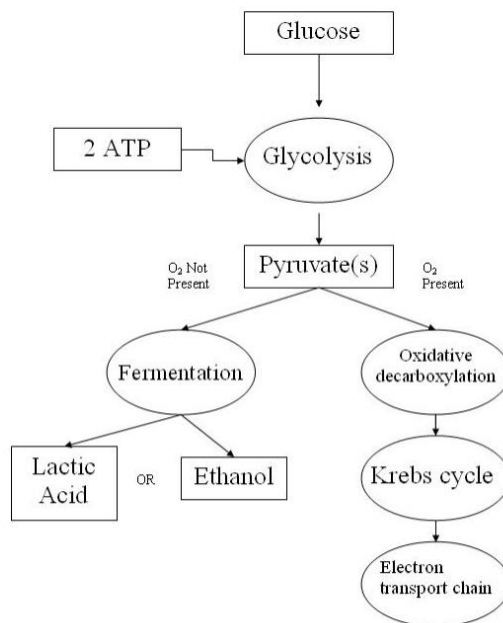 Glucose
2 ATP
Glycolysis
O₂ Not
Present
Pyruvate(s)
O₂
Present
Fermentation
Oxidative
decarboxylation
Lactic
Acid
OR
Ethanol
Krebs cycle
Electron
transport chain